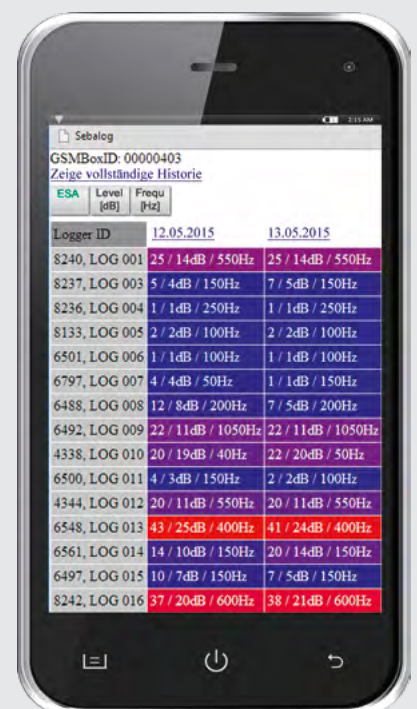 2:15 AM
Sebalog
GSMBoxID: 00000403
Zeige vollständige Historie
ESA Level [dB] Frequ [Hz]
Logger ID 12.05.2015 13.05.2015
8240, LOG 001 25 / 14dB / 550Hz 25 / 14dB / 550Hz
8237, LOG 003 5 / 4dB / 150Hz 7 / 5dB / 150Hz
8236, LOG 004 1 / 1dB / 250Hz 1 / 1dB / 250Hz
8133, LOG 005 2 / 2dB / 100Hz 2 / 2dB / 100Hz
6501, LOG 006 1 / 1dB / 100Hz 1 / 1dB / 100Hz
6797, LOG 007 4 / 4dB / 50Hz 1 / 1dB / 150Hz
6488, LOG 008 12 / 8dB / 200Hz 7 / 5dB / 200Hz
6492, LOG 009 22 / 11dB / 1050Hz 22 / 11dB / 1050Hz
4338, LOG 010 20 / 19dB / 40Hz 22 / 20dB / 50Hz
6500, LOG 011 4 / 3dB / 150Hz 2 / 2dB / 100Hz
4344, LOG 012 20 / 11dB / 550Hz 20 / 11dB / 550Hz
6548, LOG 013 43 / 25dB / 400Hz 41 / 24dB / 400Hz
6561, LOG 014 14 / 10dB / 150Hz 20 / 14dB / 150Hz
6497, LOG 015 10 / 7dB / 150Hz 7 / 5dB / 150Hz
8242, LOG 016 37 / 20dB / 600Hz 38 / 21dB / 600Hz